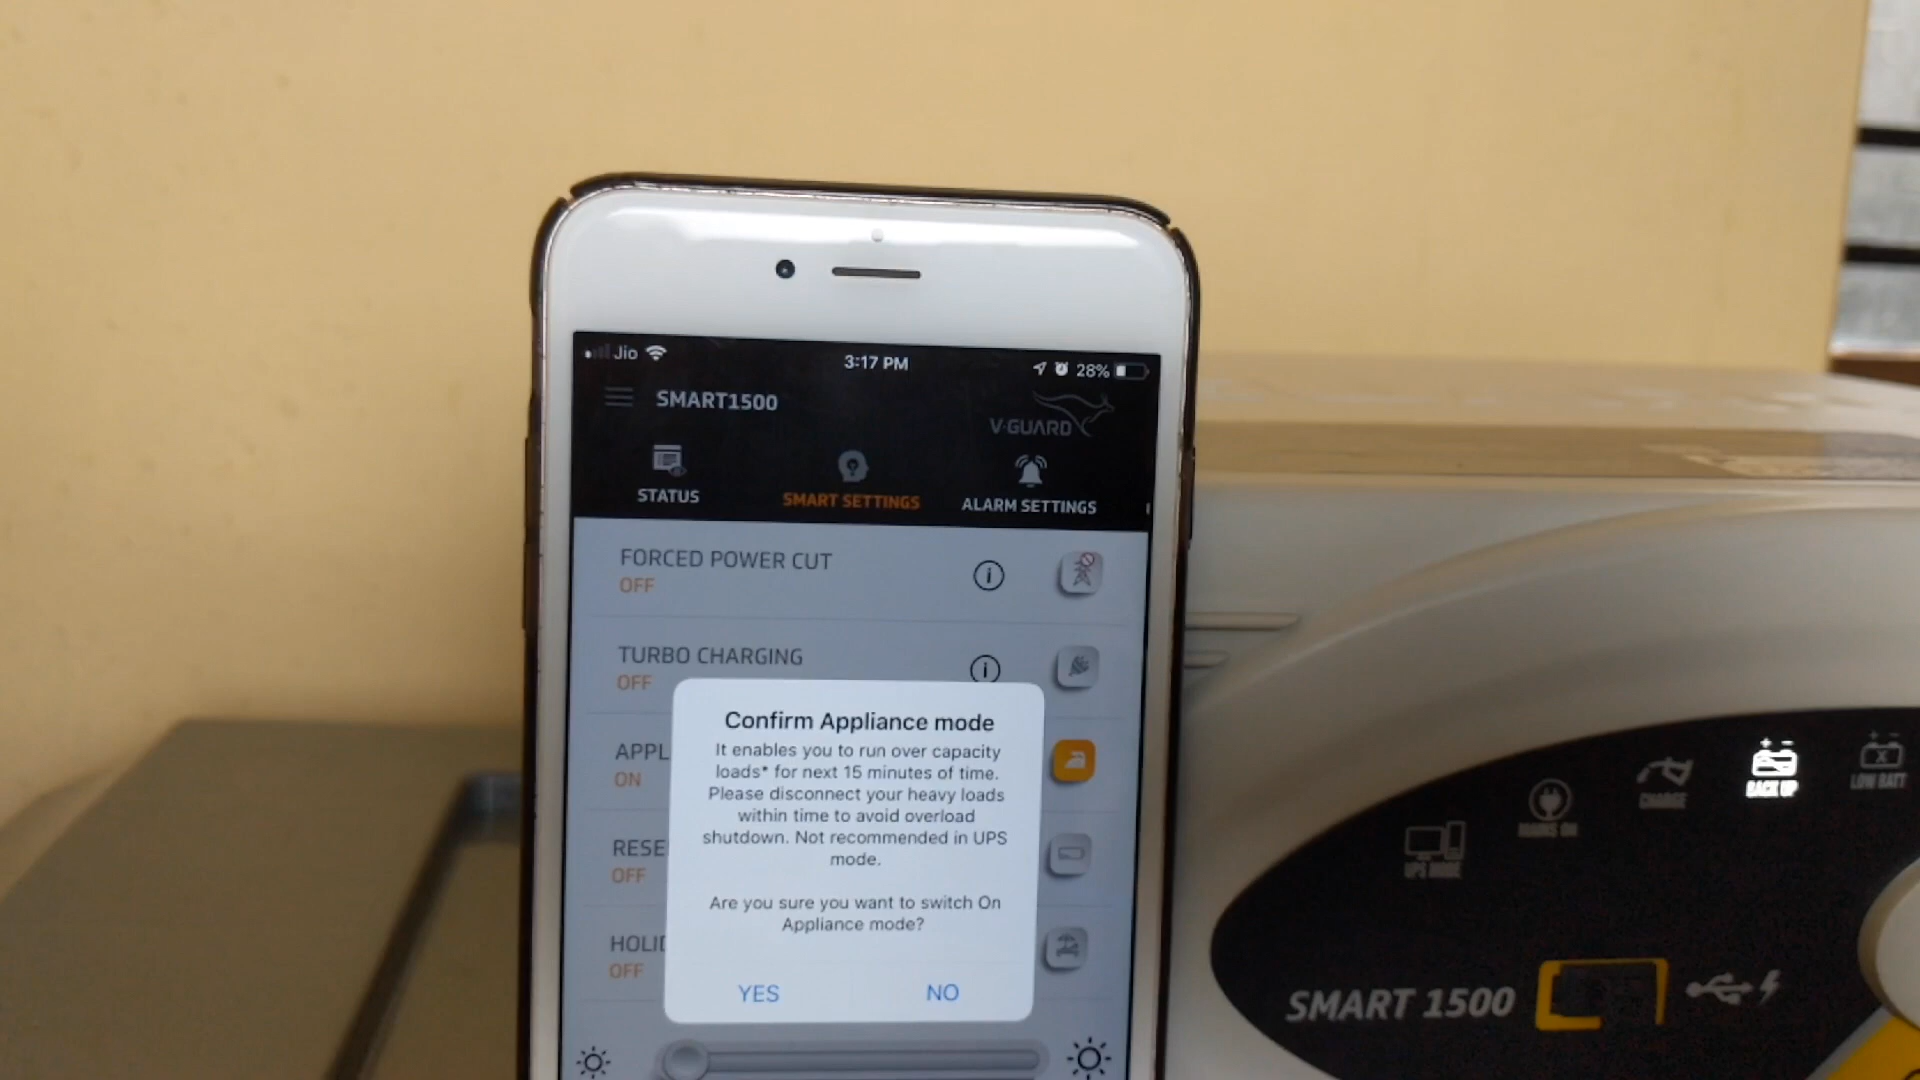 Jio
3:17 PM
28%
SMART1500
V-GUARD
STATUS
SMART SETTINGS
ALARM SETTINGS
FORCED POWER CUT
OFF
TURBO CHARGING
OFF
APPL
ON
RESE
OFF
HOLID
OFF
Confirm Appliance mode
It enables you to run over capacity
loads* for next 15 minutes of time.
Please disconnect your heavy loads
within time to avoid overload
shutdown. Not recommended in UPS
mode.
Are you sure you want to switch On
Appliance mode?
YES
NO
UPS MODE
MAINS ON
CHARGE
BACK UP
LOW BATT
SMART 1500